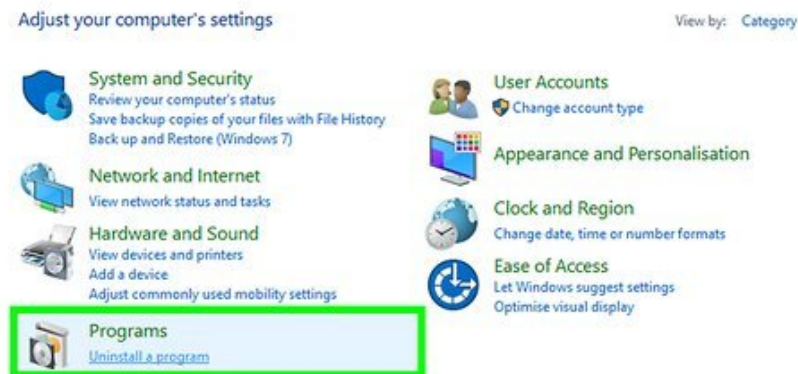 Adjust your computer's settings
View by: Category
System and Security
Review your computer's status
Save backup copies of your files with File History
Back up and Restore (Windows 7)
Network and Internet
View network status and tasks
Hardware and Sound
View devices and printers
Add a device
Adjust commonly used mobility settings
Programs
Uninstall a program
User Accounts
Change account type
Appearance and Personalisation
Clock and Region
Change date, time or number formats
Ease of Access
Let Windows suggest settings
Optimise visual display